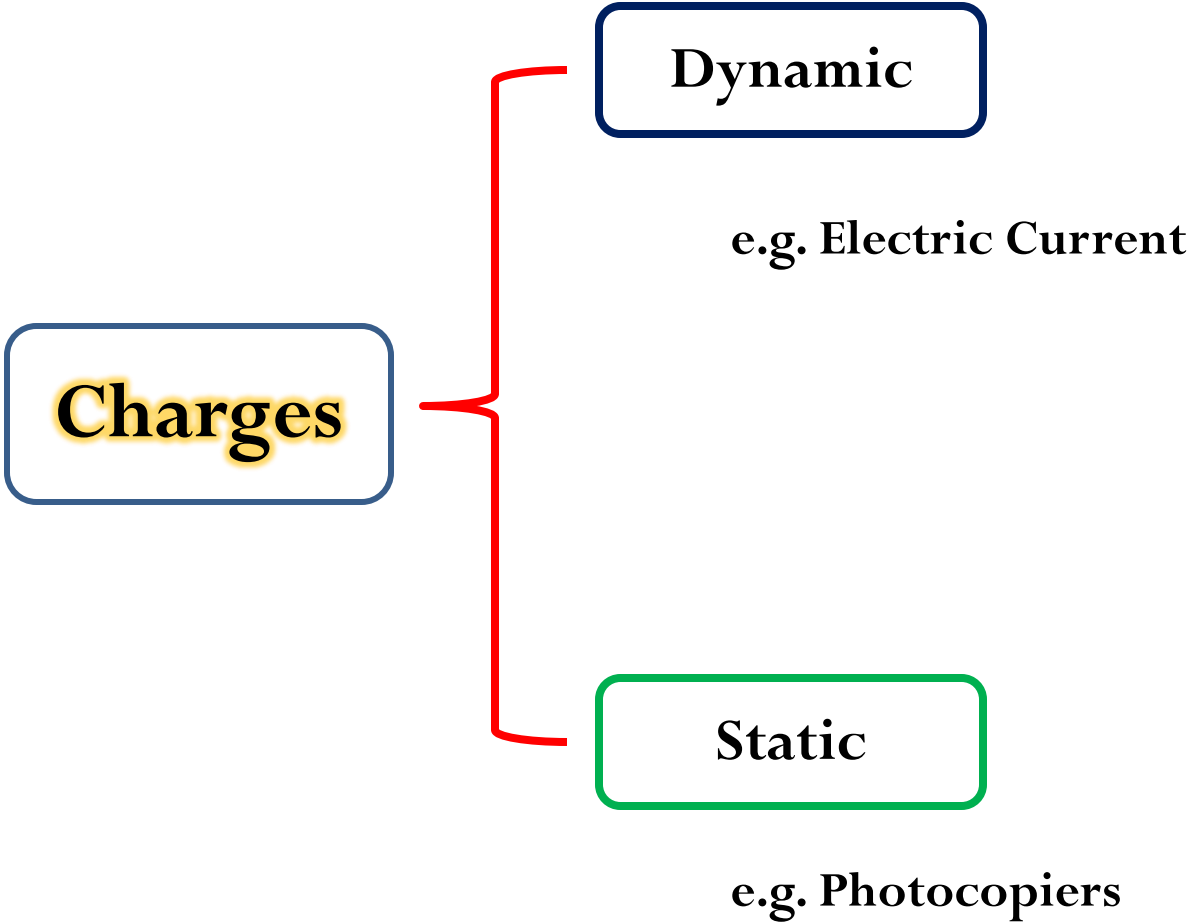 Dynamic
e.g. Electric Current
Charges
Static
e.g. Photocopiers